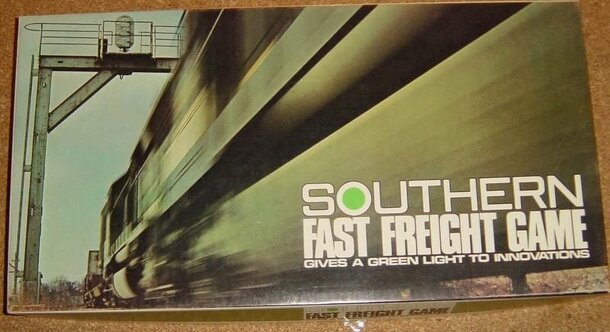 SOUTHERN
FAST FREIGHT GAME
GIVES A GREEN LIGHT TO INNOVATIONS
FAST FREIGHT GAME